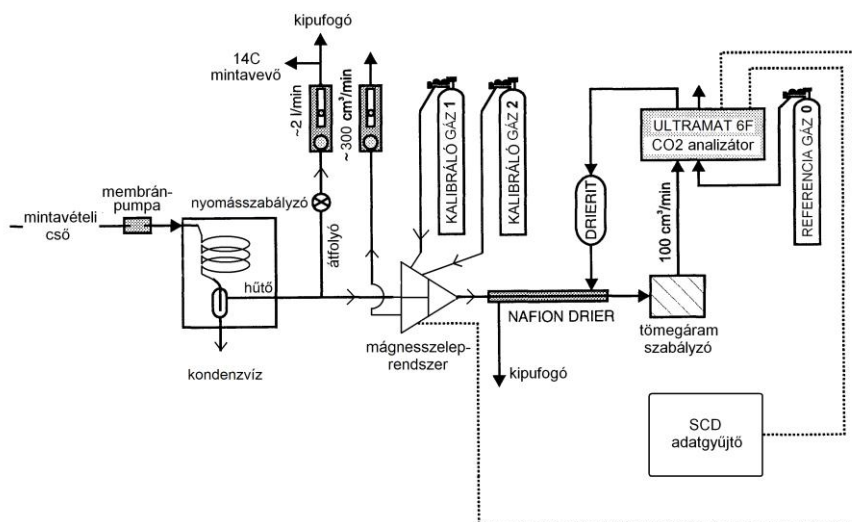 kipufogó
14C
mintavevő
~2 l/min
~300 cm³/min
KALIBRÁLÓ GÁZ 1
KALIBRÁLÓ GÁZ 2
ULTRAMAT 6F
CO2 analizátor
REFERENCIA GÁZ 0
membrán-
pumpa
nyomásszabályzó
mintavételi
cső
átfolyó
DRIERIT
100 cm³/min
hűtő
NAFION DRIER
kondenzvíz
mágnesszelep-
rendszer
kipufogó
tömegáram
szabályzó
SCD
adatgyűjtő